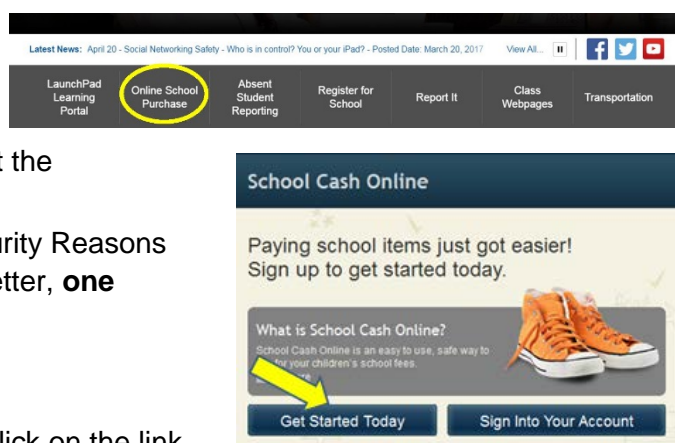 Latest News: April 20 - Social Networking Safety - Who is in control? You or your iPad? - Posted Date: March 20, 2017 View All...
LaunchPad Learning Portal
Online School Purchase
Absent Student Reporting
Register for School
Report It
Class Webpages
Transportation
t the
urity Reasons
etter, one
lick on the link
School Cash Online
Paying school items just got easier!
Sign up to get started today.
What is School Cash Online?
School Cash Online is an easy to use, safe way to
for your children's school fees.
Get Started Today
Sign Into Your Account